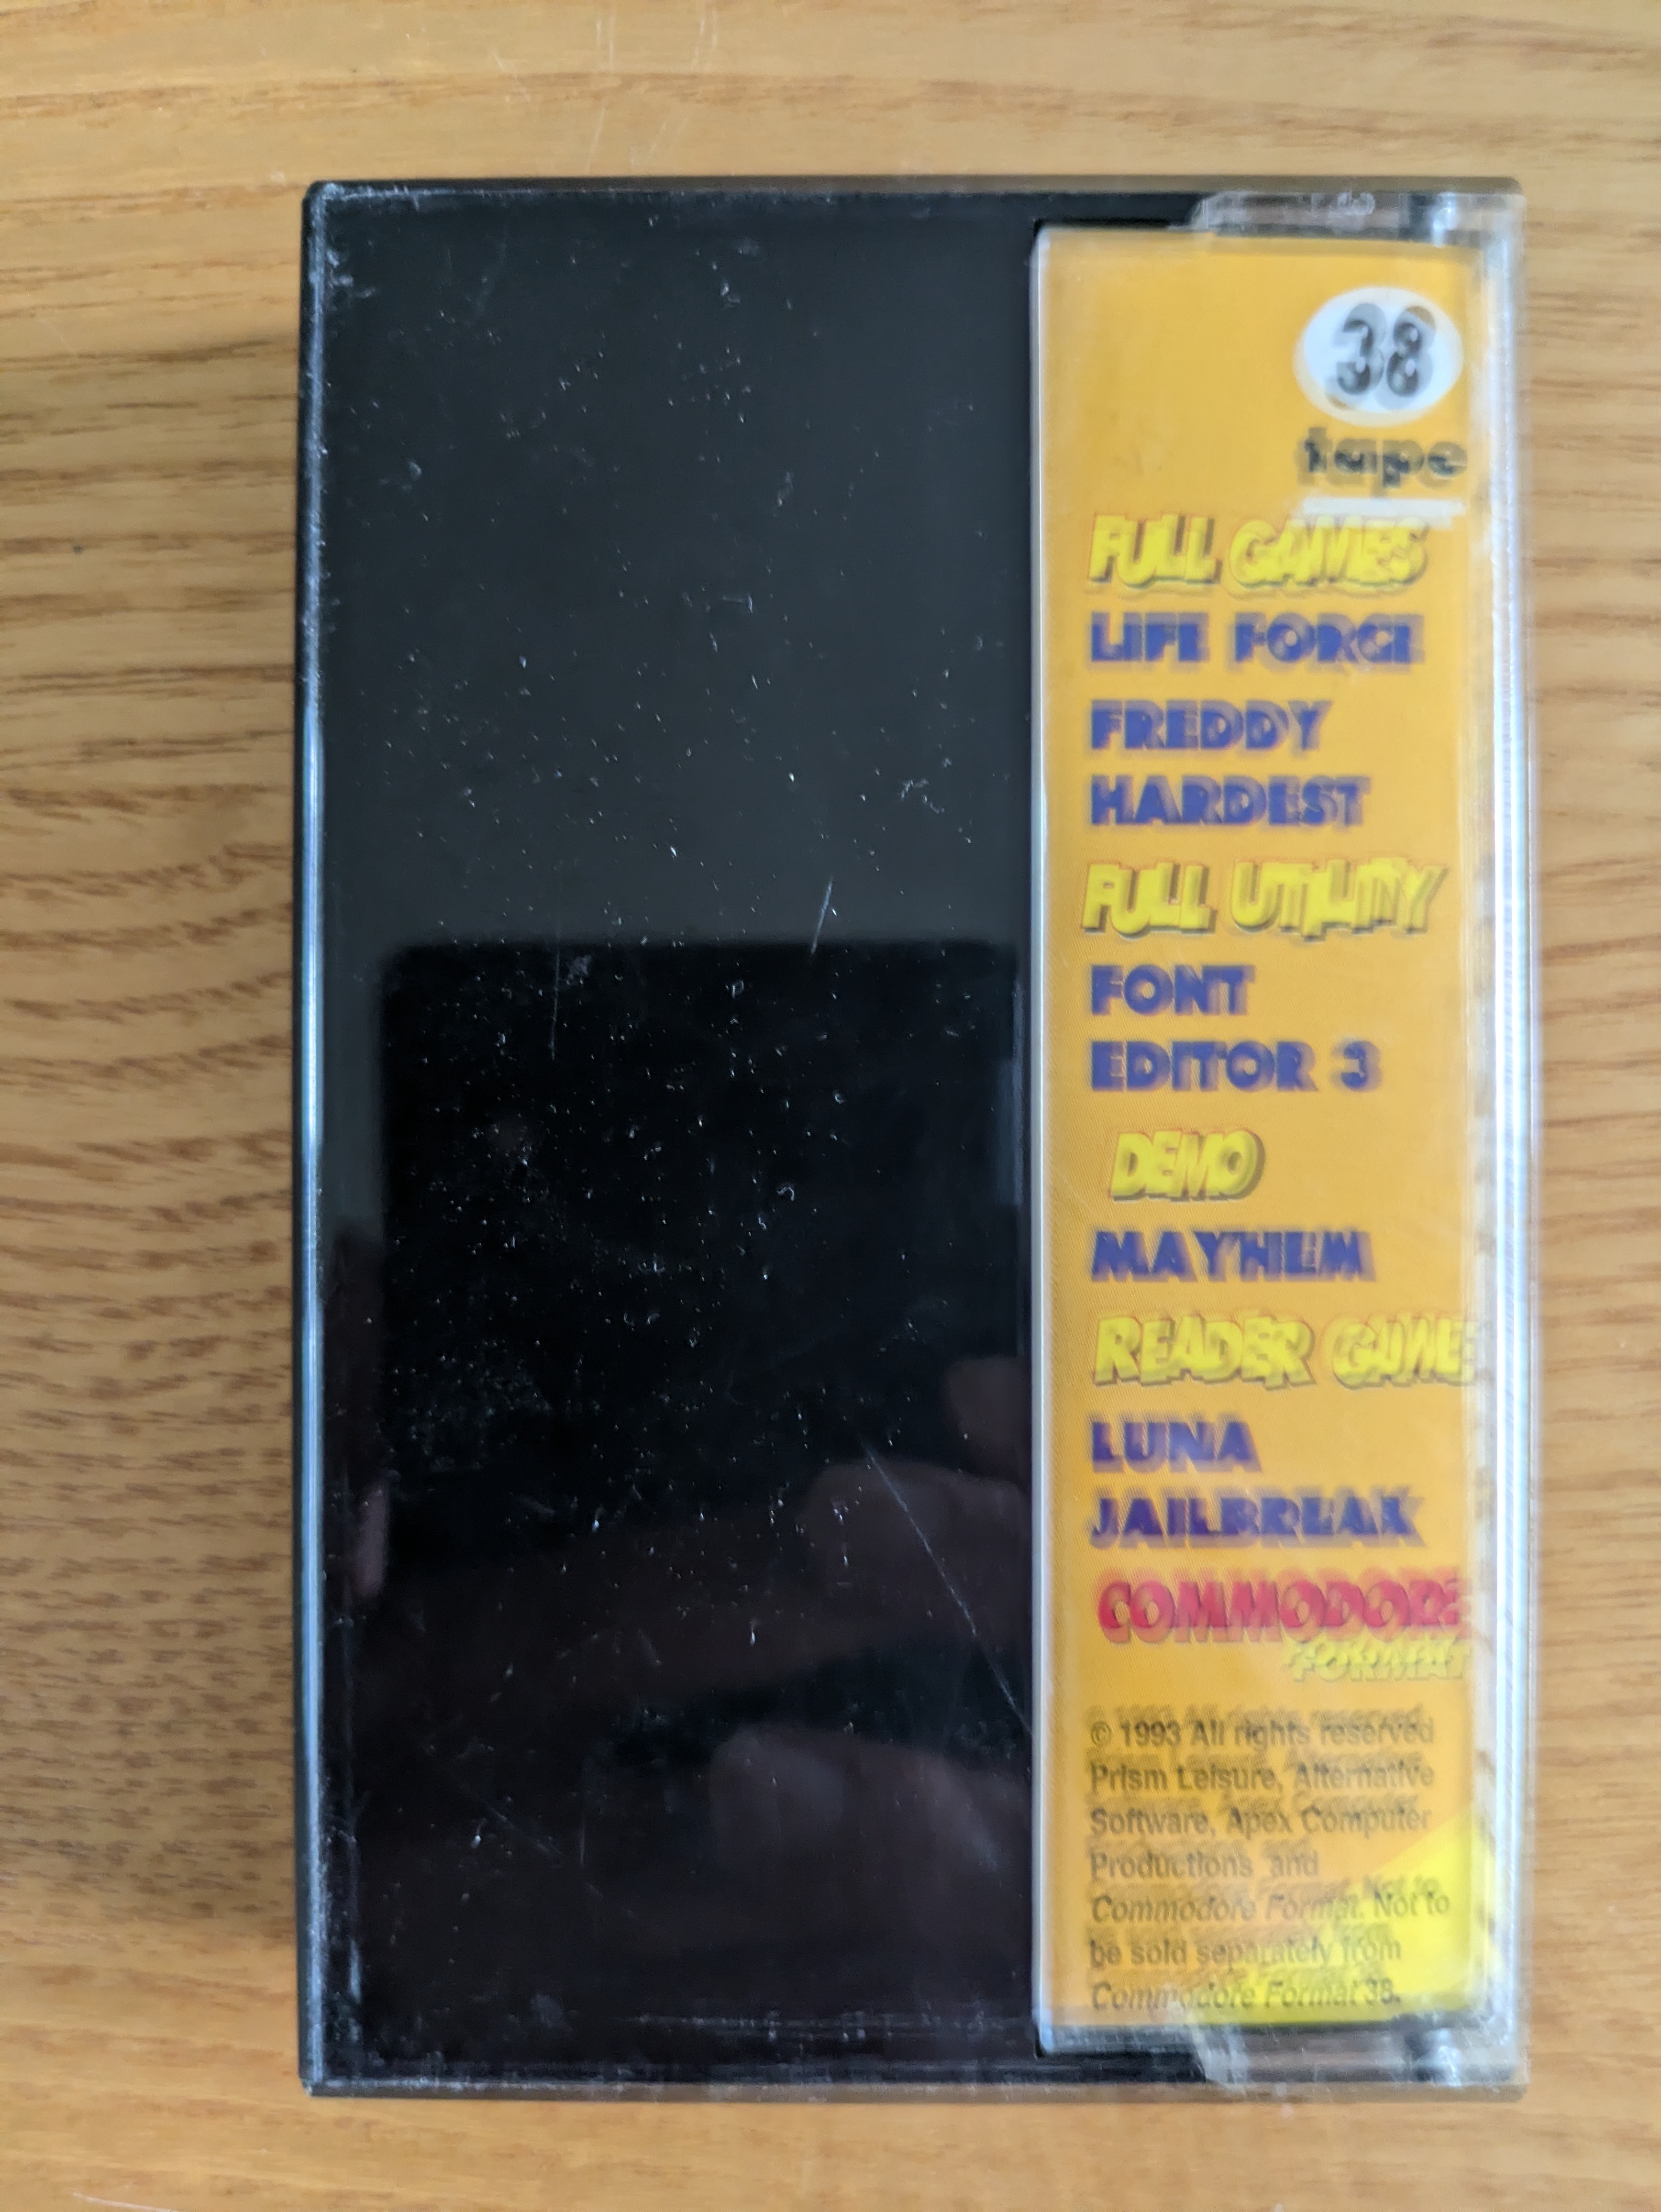 38
tape
FULL GAMES
LIFE FORCE
FREDDY
HARDEST
FULL UTILITY
FONT
EDITOR 3
DEMO
MAYHEM
READER GAME
LUNA
JAILBREAK
COMMODORE
FORMAT
© 1993 All rights reserved
Prism Leisure, Alternative
Software, Apex Computer
Productions and
Commodore Format. Not to
be sold separately from
Commodore Format 38.